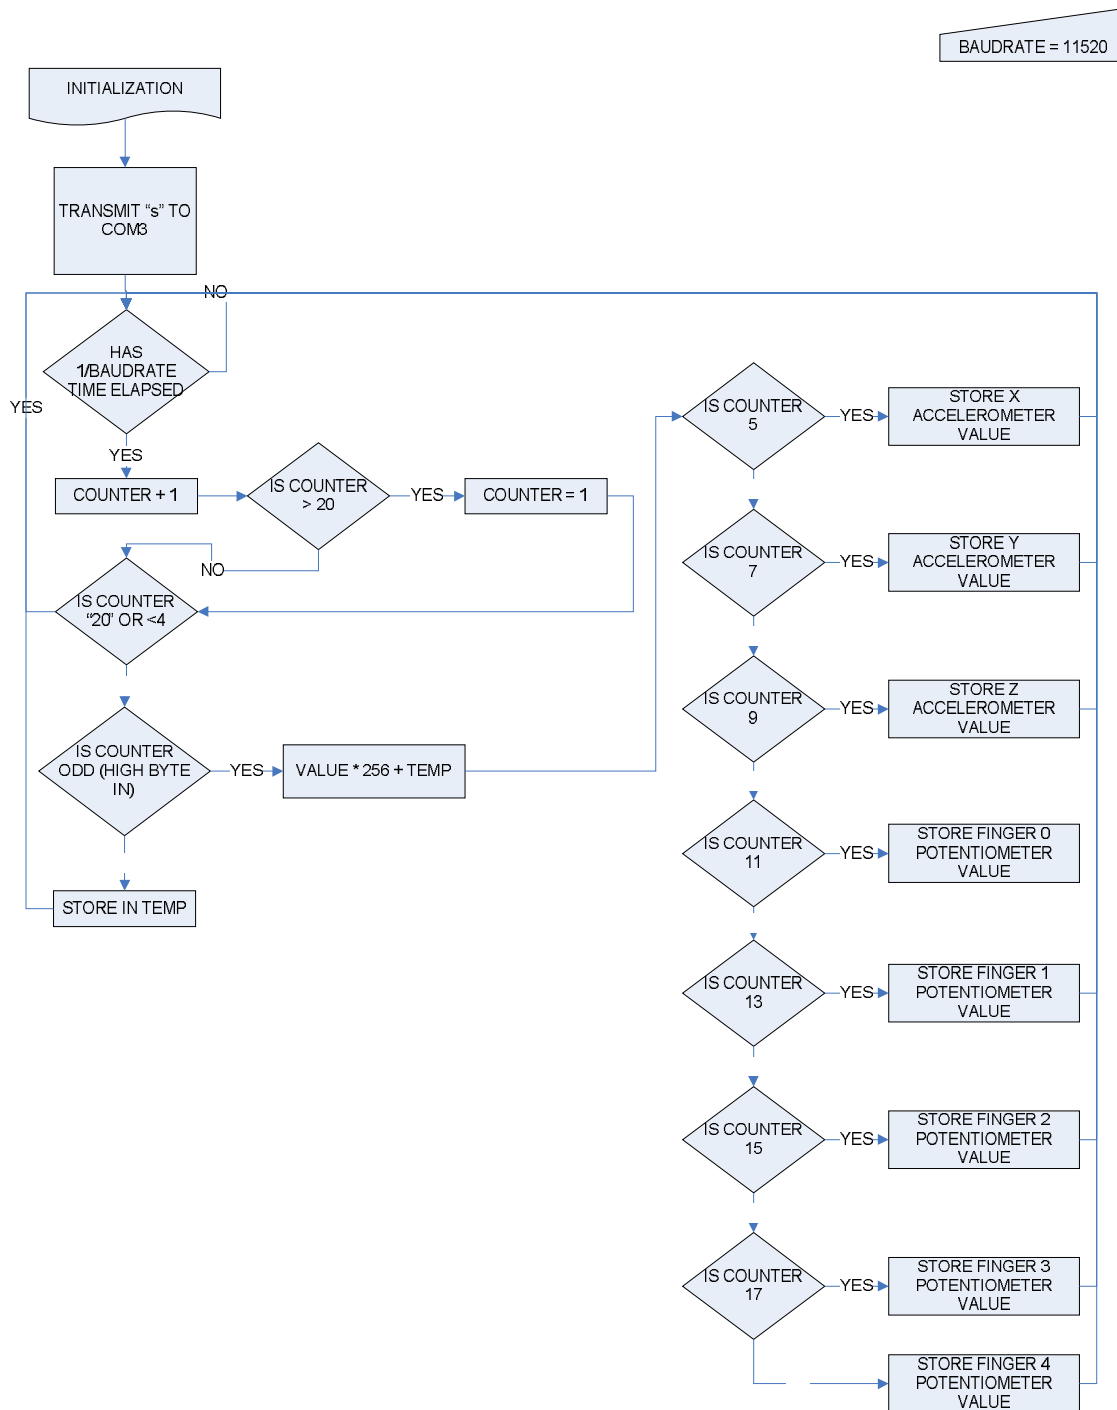 BAUDRATE = 11520
INITIALIZATION
TRANSMIT “s” TO
COM3
NO
HAS
1/BAUDRATE
TIME ELAPSED
YES
YES
COUNTER + 1
IS COUNTER
> 20
YES
COUNTER = 1
NO
IS COUNTER
“20” OR <4
IS COUNTER
ODD (HIGH BYTE
IN)
YES
VALUE * 256 + TEMP
STORE IN TEMP
IS COUNTER
5
YES
STORE X
ACCELEROMETER
VALUE
IS COUNTER
7
YES
STORE Y
ACCELEROMETER
VALUE
IS COUNTER
9
YES
STORE Z
ACCELEROMETER
VALUE
IS COUNTER
11
YES
STORE FINGER 0
POTENTIOMETER
VALUE
IS COUNTER
13
YES
STORE FINGER 1
POTENTIOMETER
VALUE
IS COUNTER
15
YES
STORE FINGER 2
POTENTIOMETER
VALUE
IS COUNTER
17
YES
STORE FINGER 3
POTENTIOMETER
VALUE
STORE FINGER 4
POTENTIOMETER
VALUE